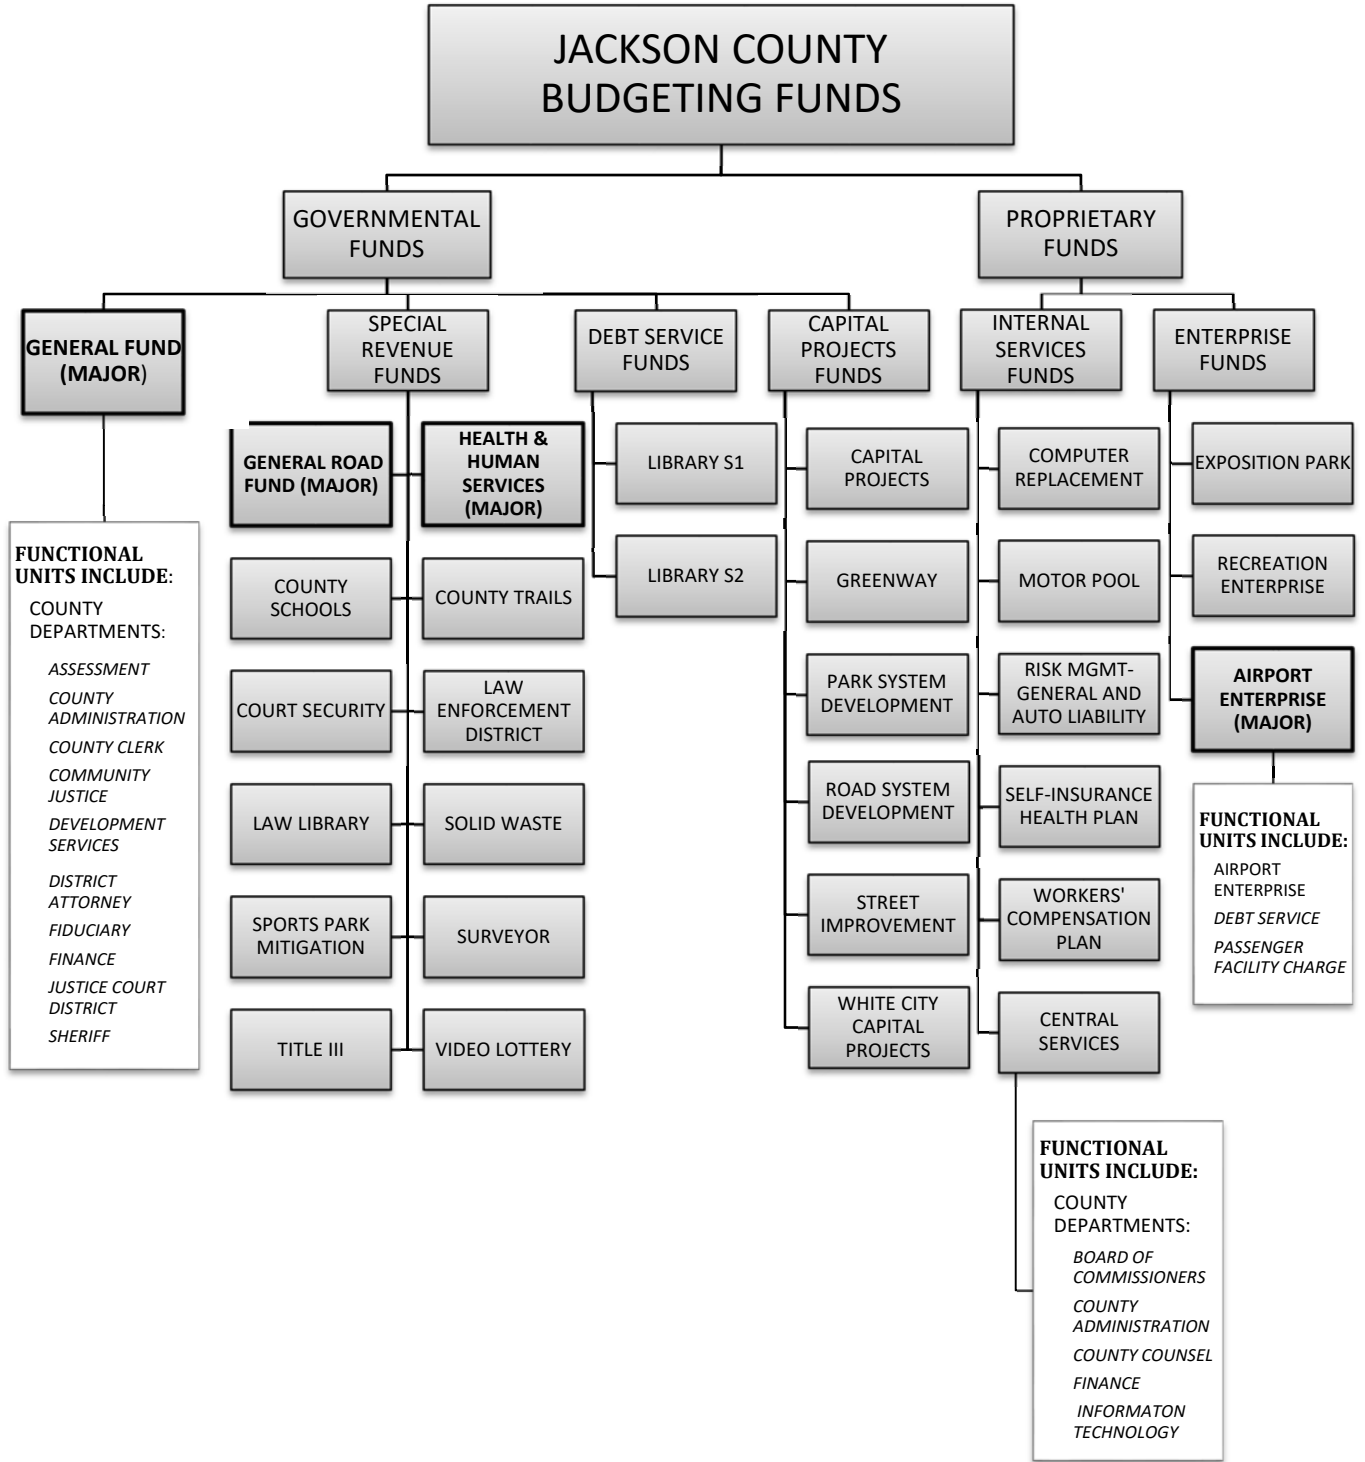 JACKSON COUNTY
BUDGETING FUNDS
GOVERNMENTAL
FUNDS
PROPRIETARY
FUNDS
GENERAL FUND
(MAJOR)
SPECIAL
REVENUE
FUNDS
DEBT SERVICE
FUNDS
CAPITAL
PROJECTS
FUNDS
INTERNAL
SERVICES
FUNDS
ENTERPRISE
FUNDS
FUNCTIONAL
UNITS INCLUDE:
COUNTY
DEPARTMENTS:
ASSESSMENT
COUNTY
ADMINISTRATION
COUNTY CLERK
COMMUNITY
JUSTICE
DEVELOPMENT
SERVICES
DISTRICT
ATTORNEY
FIDUCIARY
FINANCE
JUSTICE COURT
DISTRICT
SHERIFF
GENERAL ROAD
FUND (MAJOR)
HEALTH &
HUMAN
SERVICES
(MAJOR)
COUNTY
SCHOOLS
COUNTY TRAILS
COURT SECURITY
LAW
ENFORCEMENT
DISTRICT
LAW LIBRARY
SOLID WASTE
SPORTS PARK
MITIGATION
SURVEYOR
TITLE III
VIDEO LOTTERY
LIBRARY S1
LIBRARY S2
CAPITAL
PROJECTS
GREENWAY
PARK SYSTEM
DEVELOPMENT
ROAD SYSTEM
DEVELOPMENT
STREET
IMPROVEMENT
WHITE CITY
CAPITAL
PROJECTS
COMPUTER
REPLACEMENT
MOTOR POOL
RISK MGMT-
GENERAL AND
AUTO LIABILITY
SELF-INSURANCE
HEALTH PLAN
WORKERS'
COMPENSATION
PLAN
CENTRAL
SERVICES
FUNCTIONAL
UNITS INCLUDE:
COUNTY
DEPARTMENTS:
BOARD OF
COMMISSIONERS
COUNTY
ADMINISTRATION
COUNTY COUNSEL
FINANCE
INFORMATON
TECHNOLOGY
EXPOSITION PARK
RECREATION
ENTERPRISE
AIRPORT
ENTERPRISE
(MAJOR)
FUNCTIONAL
UNITS INCLUDE:
AIRPORT
ENTERPRISE
DEBT SERVICE
PASSENGER
FACILITY CHARGE